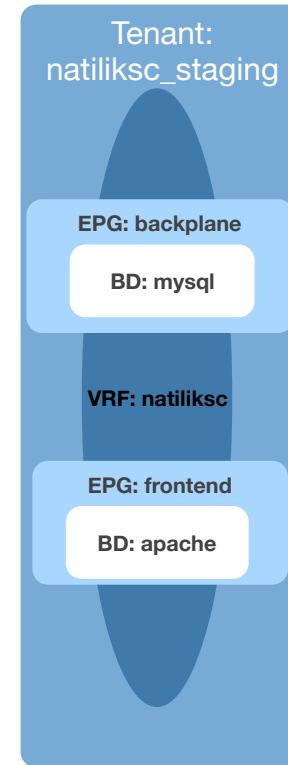 Tenant:
natiliksc_staging
EPG: backplane
BD: mysql
VRF: natiliksc
EPG: frontend
BD: apache